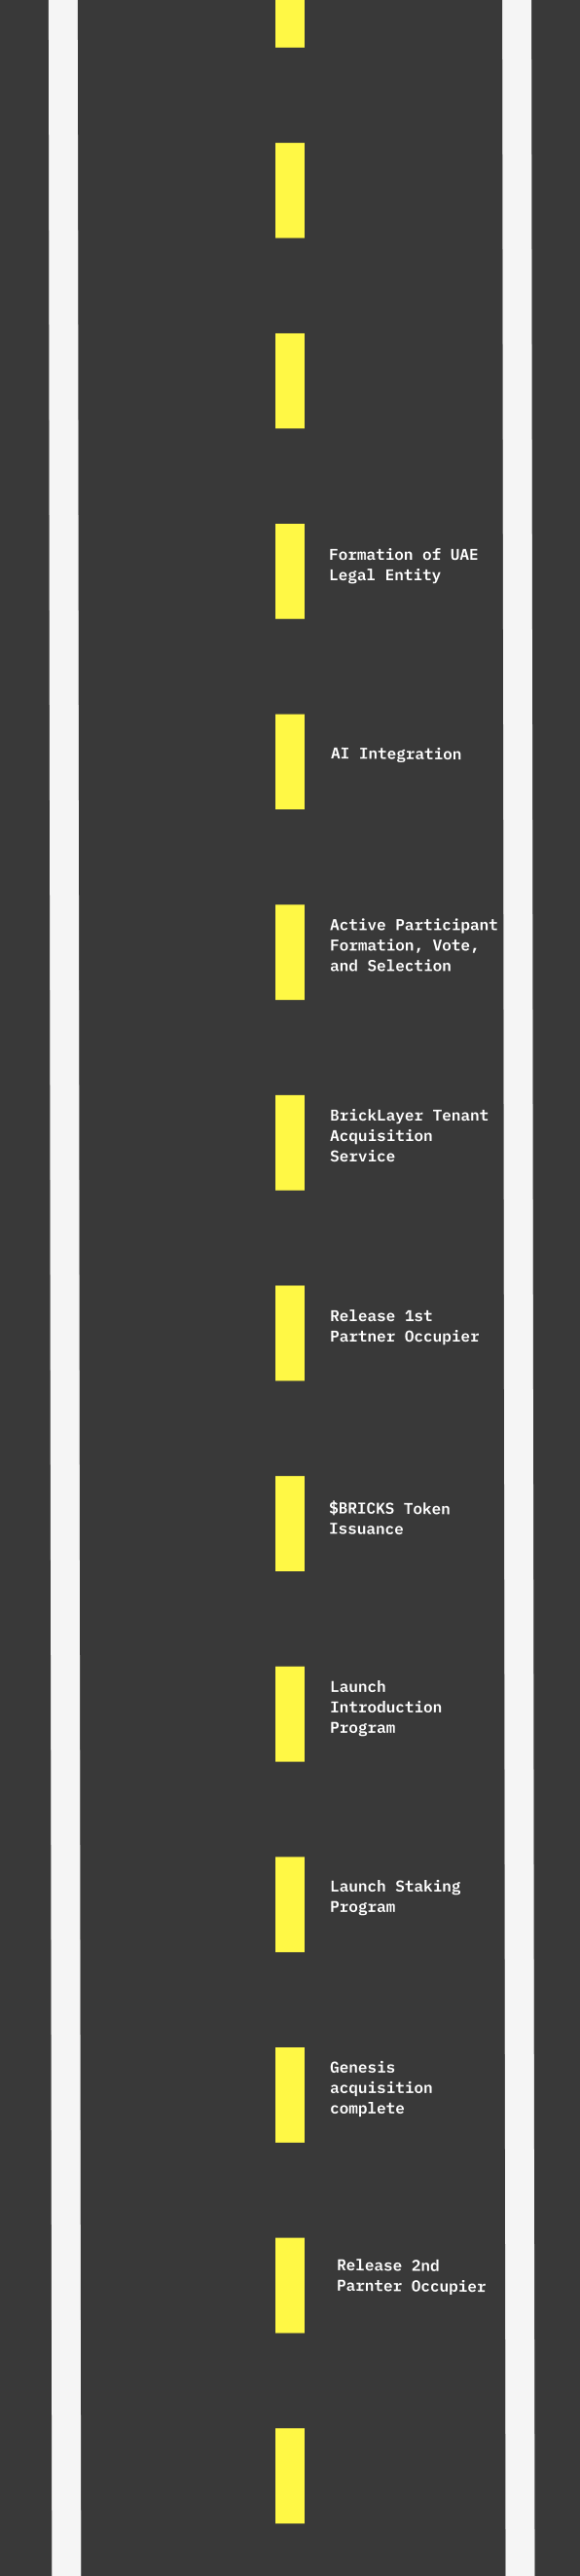 Formation of UAE
Legal Entity
AI Integration
Active Participant
Formation, Vote,
and Selection
BrickLayer Tenant
Acquisition
Service
Release 1st
Partner Occupier
$BRICKS Token
Issuance
Launch
Introduction
Program
Launch Staking
Program
Genesis
acquisition
complete
Release 2nd
Parnter Occupier